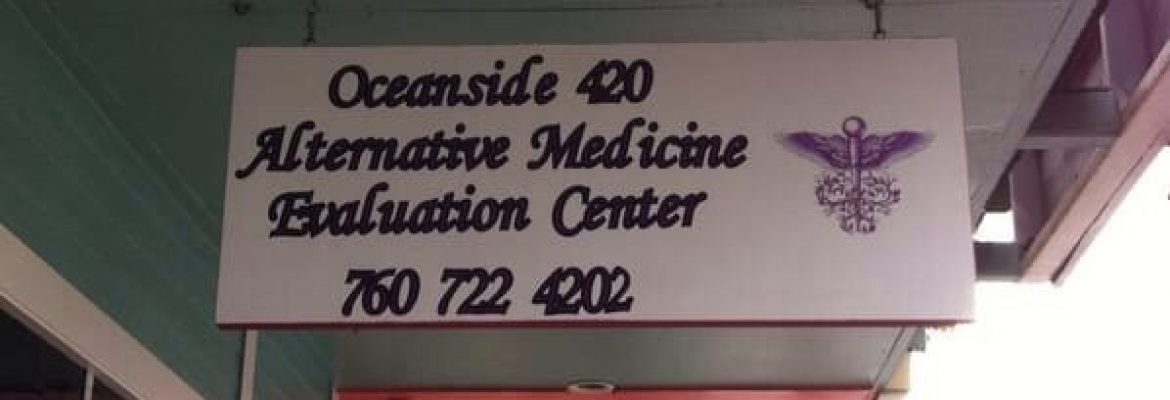 Oceanside 420
Alternative Medicine
Evaluation Center
760 722 4202